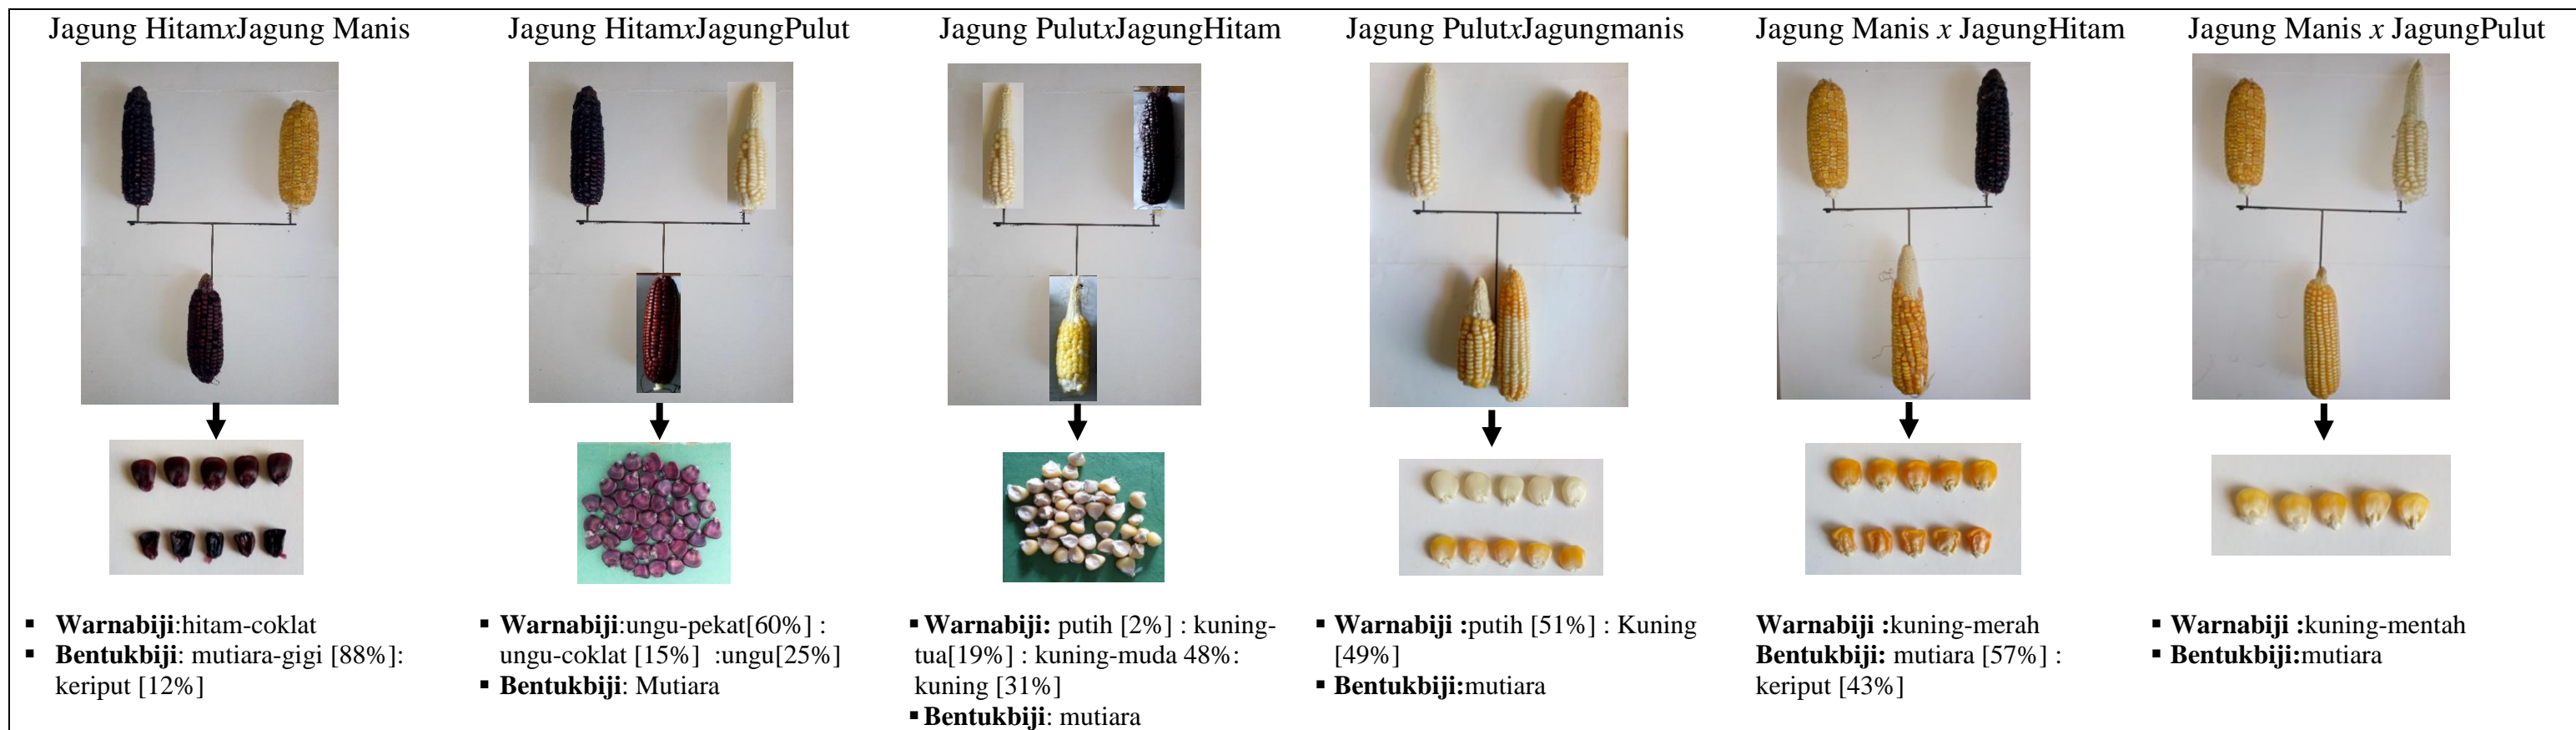 Jagung HitamxJagung Manis
Jagung HitamxJagungPulut
Jagung PulutxJagungHitam
Jagung PulutxJagungmanis
Jagung Manis x JagungHitam
Jagung Manis x JagungPulut
▪ Warnabiji:hitam-coklat
▪ Bentukbiji: mutiara-gigi [88%]:
keriput [12%]
▪ Warnabiji:ungu-pekat[60%] :
ungu-coklat [15%] :ungu[25%]
▪ Bentukbiji: Mutiara
▪ Warnabiji: putih [2%] : kuning-
tua[19%] : kuning-muda 48%:
kuning [31%]
▪ Bentukbiji: mutiara
▪ Warnabiji :putih [51%] : Kuning
[49%]
▪ Bentukbiji:mutiara
Warnabiji :kuning-merah
Bentukbiji: mutiara [57%] :
keriput [43%]
▪ Warnabiji :kuning-mentah
▪ Bentukbiji:mutiara